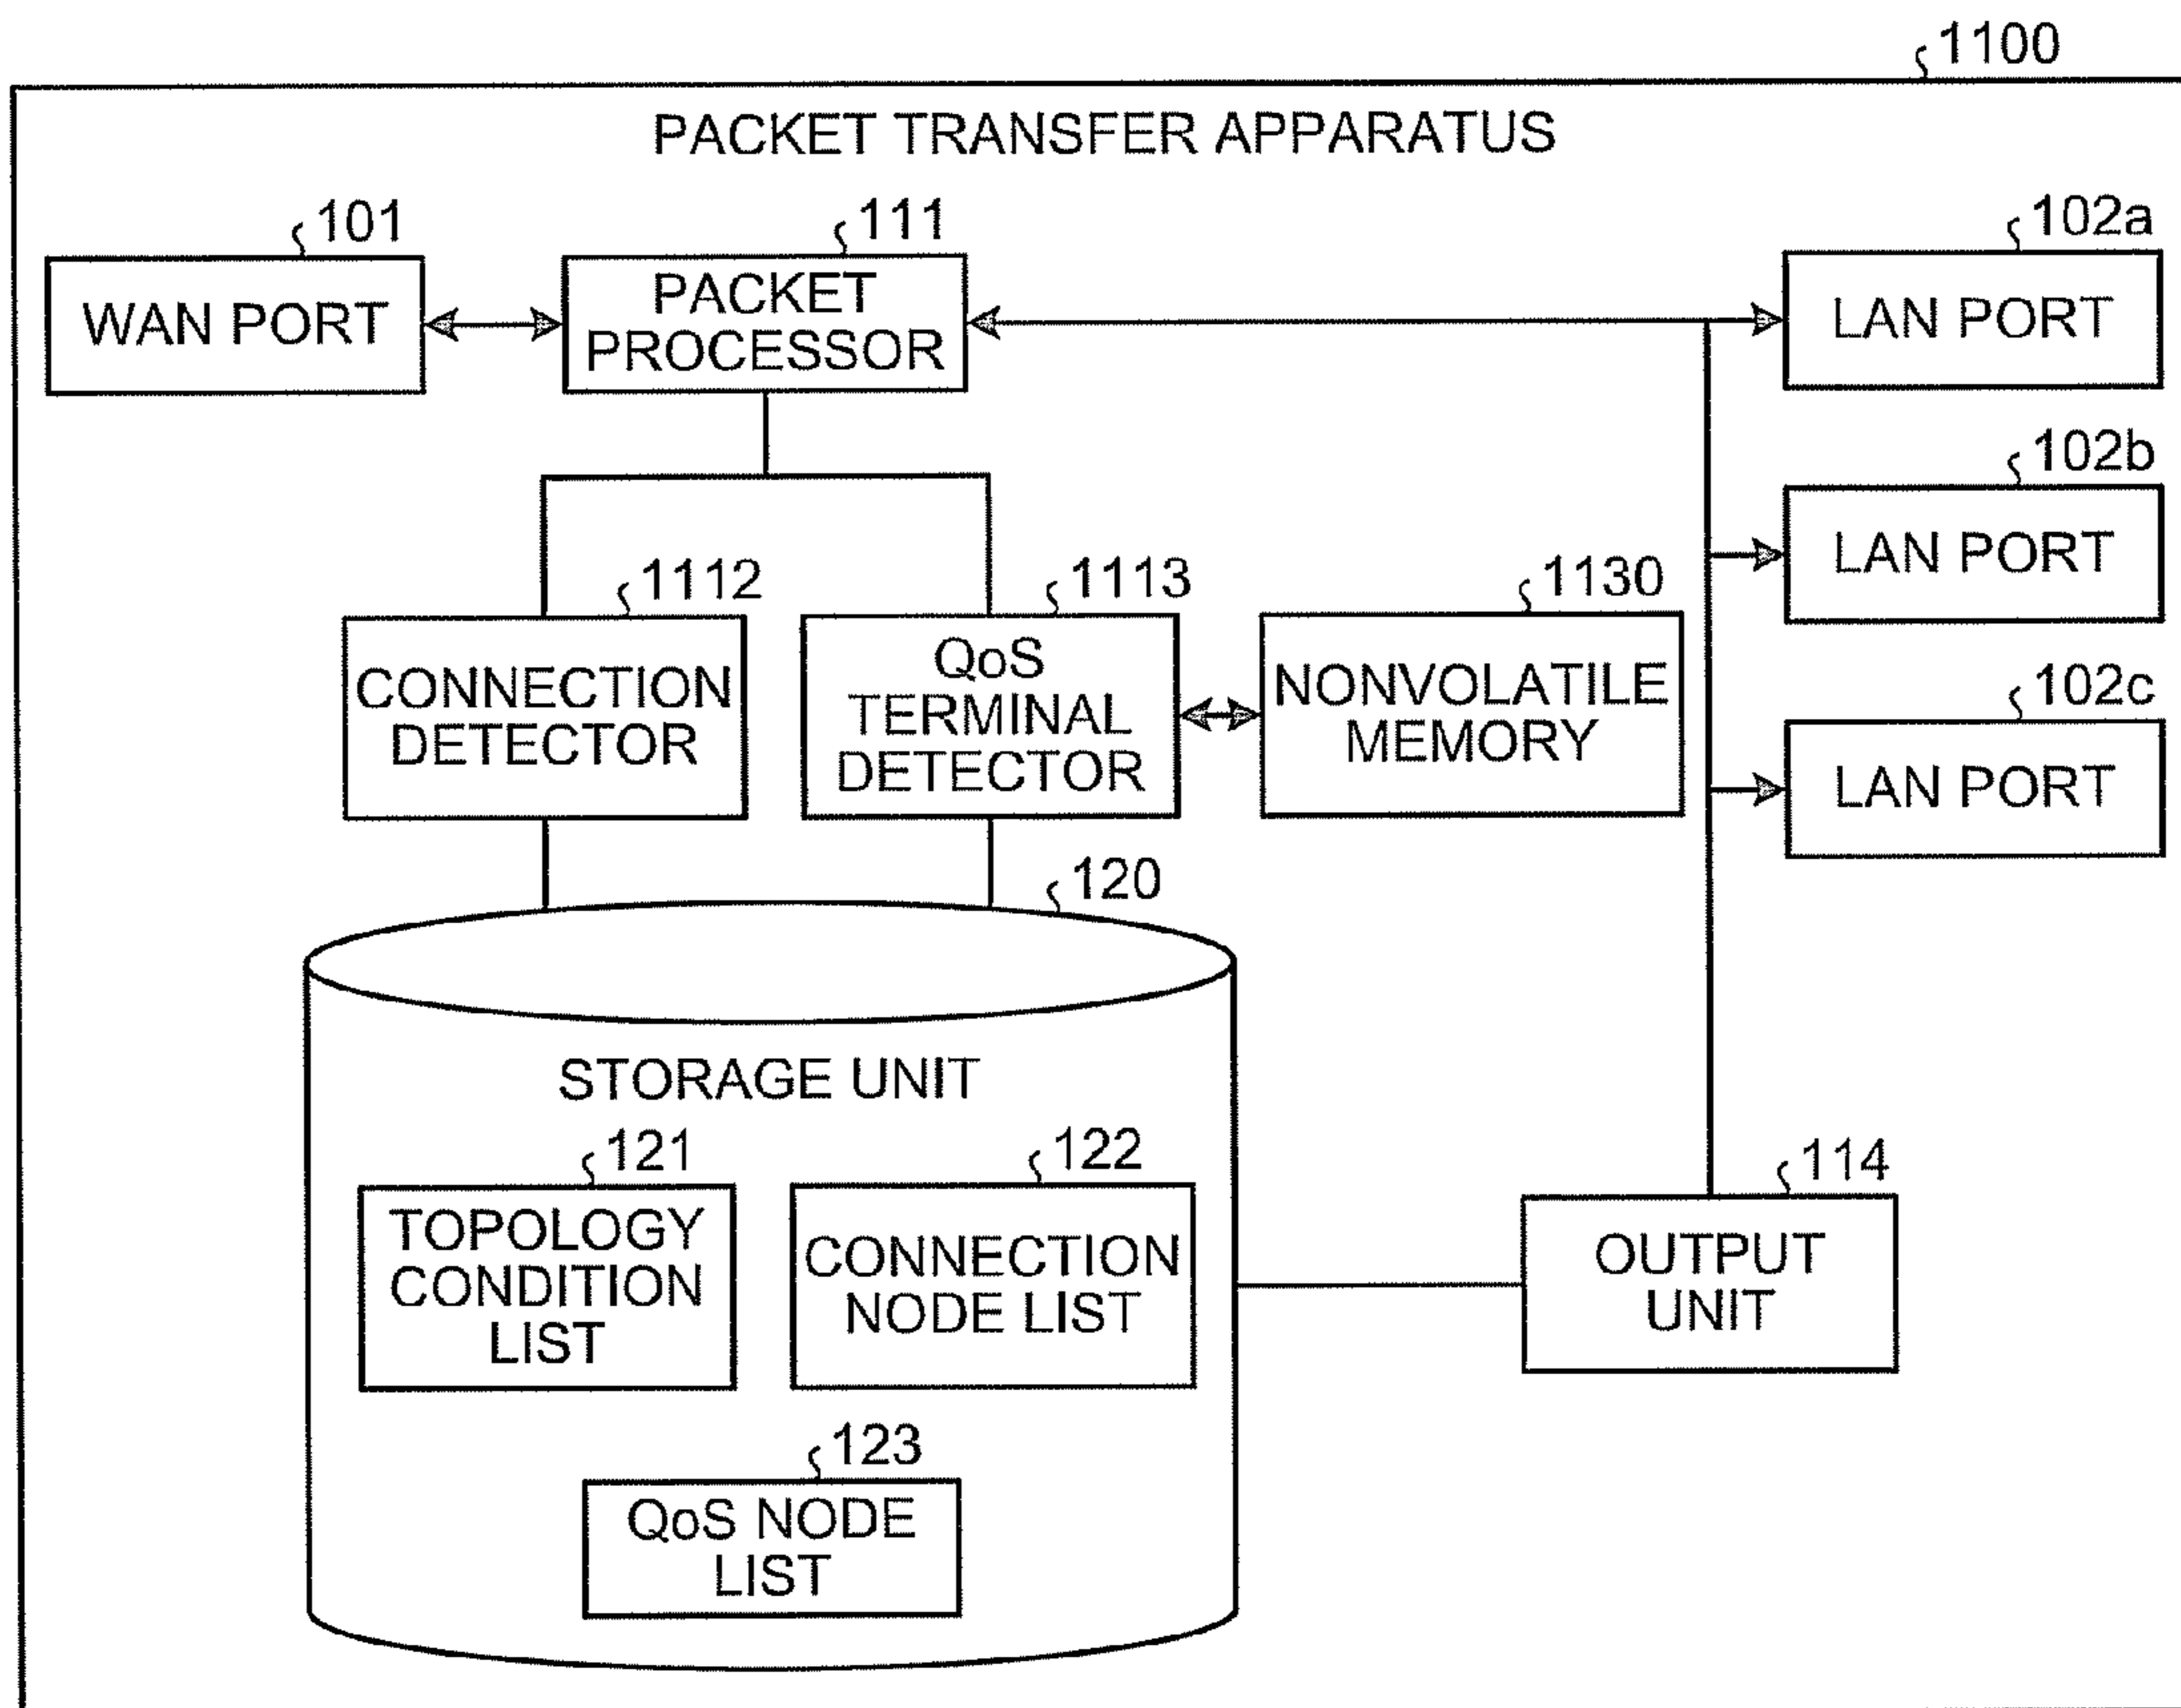 1100
PACKET TRANSFER APPARATUS
101
111
102a
WAN PORT
PACKET
PROCESSOR
LAN PORT
102b
LAN PORT
1112
1113
1130
CONNECTION
DETECTOR
QoS
TERMINAL
DETECTOR
NONVOLATILE
MEMORY
102c
LAN PORT
120
STORAGE UNIT
121
122
114
TOPOLOGY
CONDITION
LIST
CONNECTION
NODE LIST
OUTPUT
UNIT
123
QoS NODE
LIST